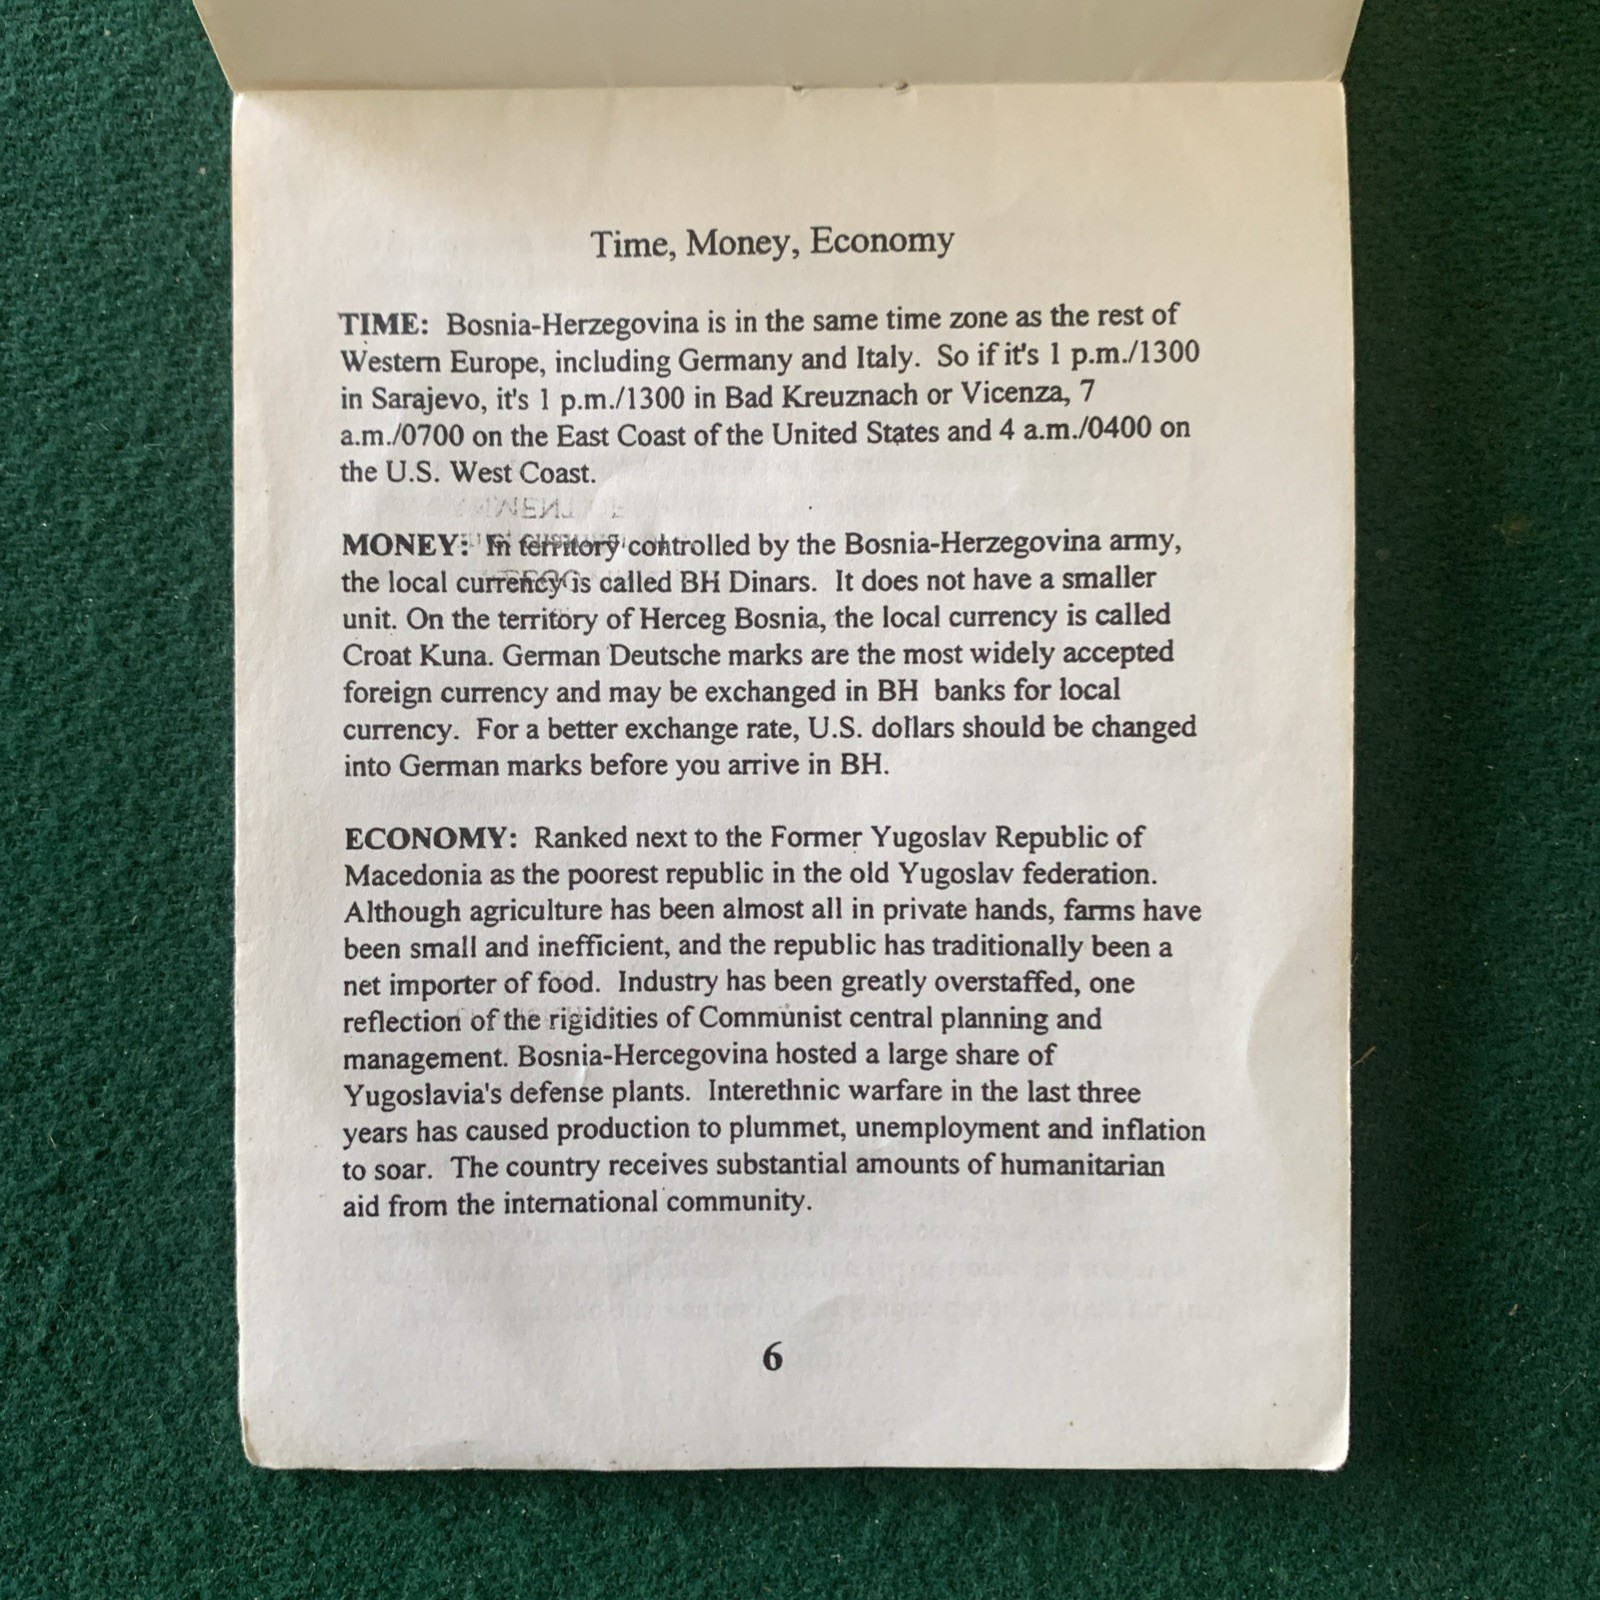 Time, Money, Economy
TIME: Bosnia-Herzegovina is in the same time zone as the rest of
Western Europe, including Germany and Italy. So if it's 1 p.m./1300
in Sarajevo, it's 1 p.m./1300 in Bad Kreuznach or Vicenza, 7
a.m./0700 on the East Coast of the United States and 4 a.m./0400 on
the U.S. West Coast.
MONEY: In territory controlled by the Bosnia-Herzegovina army,
the local currency is called BH Dinars. It does not have a smaller
unit. On the territory of Herceg Bosnia, the local currency is called
Croat Kuna. German Deutsche marks are the most widely accepted
foreign currency and may be exchanged in BH banks for local
currency. For a better exchange rate, U.S. dollars should be changed
into German marks before you arrive in BH.
ECONOMY: Ranked next to the Former Yugoslav Republic of
Macedonia as the poorest republic in the old Yugoslav federation.
Although agriculture has been almost all in private hands, farms have
been small and inefficient, and the republic has traditionally been a
net importer of food. Industry has been greatly overstaffed, one
reflection of the rigidities of Communist central planning and
management. Bosnia-Hercegovina hosted a large share of
Yugoslavia's defense plants. Interethnic warfare in the last three
years has caused production to plummet, unemployment and inflation
to soar. The country receives substantial amounts of humanitarian
aid from the international community.
6